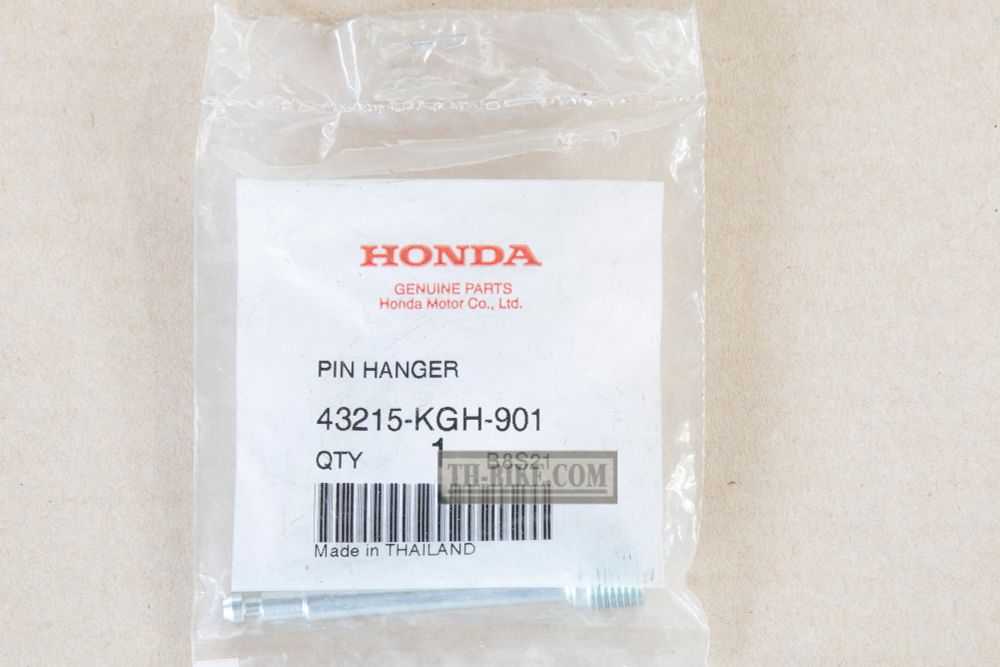 HONDA
GENUINE PARTS
Honda Motor Co., Ltd.
PIN HANGER
43215-KGH-901
QTY 1 B8S21
TH-BIKE.COM
Made in THAILAND